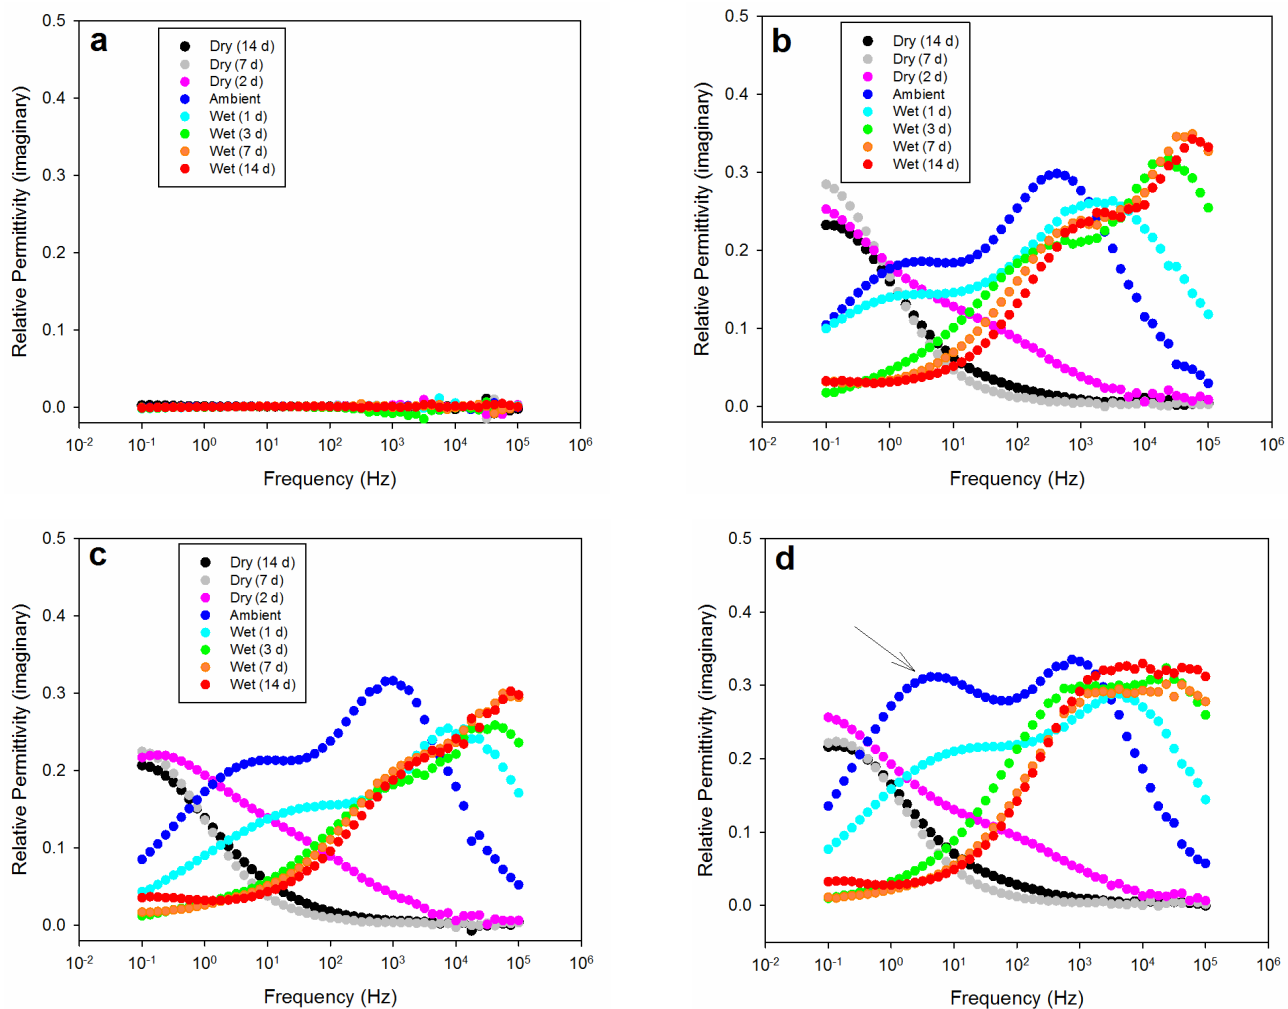 a
Dry (14 d)
Dry (7 d)
Dry (2 d)
Ambient
Wet (1 d)
Wet (3 d)
Wet (7 d)
Wet (14 d)
Relative Permittivity (imaginary)
0.5
0.4
0.3
0.2
0.1
0.0
10-2 10-1 100 101 102 103 104 105 106
Frequency (Hz)
b
Dry (14 d)
Dry (7 d)
Dry (2 d)
Ambient
Wet (1 d)
Wet (3 d)
Wet (7 d)
Wet (14 d)
Relative Permittivity (imaginary)
0.5
0.4
0.3
0.2
0.1
0.0
10-2 10-1 100 101 102 103 104 105 106
Frequency (Hz)
c
Dry (14 d)
Dry (7 d)
Dry (2 d)
Ambient
Wet (1 d)
Wet (3 d)
Wet (7 d)
Wet (14 d)
Relative Permittivity (imaginary)
0.5
0.4
0.3
0.2
0.1
0.0
10-2 10-1 100 101 102 103 104 105 106
Frequency (Hz)
d
Relative Permittivity (imaginary)
0.5
0.4
0.3
0.2
0.1
0.0
10-2 10-1 100 101 102 103 104 105 106
Frequency (Hz)